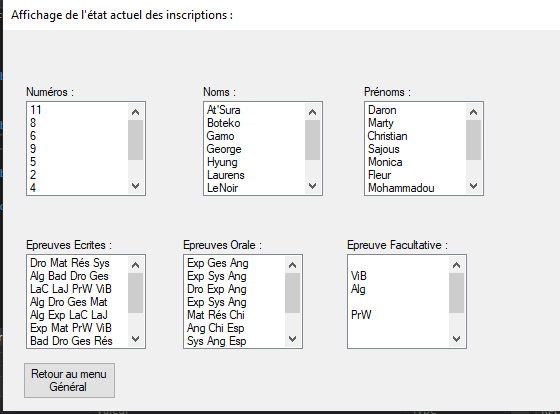 Affichage de l'état actuel des inscriptions :
Numéros :
11
8
6
9
5
2
4
Noms :
At'Sura
Boteko
Gamo
George
Hyung
Laurens
LeNoir
Prénoms :
Daron
Marty
Christian
Sajous
Monica
Fleur
Mohammadou
Epreuves Ecrites :
Dro Mat Rés Sys
Alg Bad Dro Ges
LaC LaJ PrW ViB
Alg Dro Ges Mat
Alg Exp LaC LaJ
Exp Mat PrW ViB
Bad Dro Ges Rés
Epreuves Orale :
Exp Ges Ang
Exp Sys Ang
Dro Exp Ang
Exp Sys Ang
Mat Rés Chi
Ang Chi Esp
Sys Ang Esp
Epreuve Facultative :
ViB
Alg
PrW
Retour au menu
Général